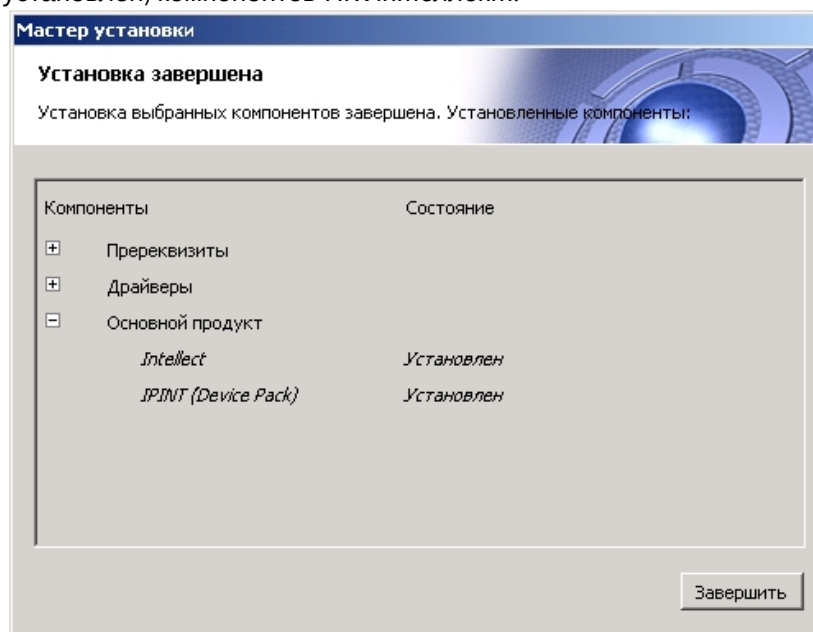 Мастер установки
Установка завершена
Установка выбранных компонентов завершена. Установленные компоненты:
Компоненты Состояние
Пререквизиты
Драйверы
Основной продукт
Intellect Установлен
IPINT (Device Pack) Установлен
Завершить